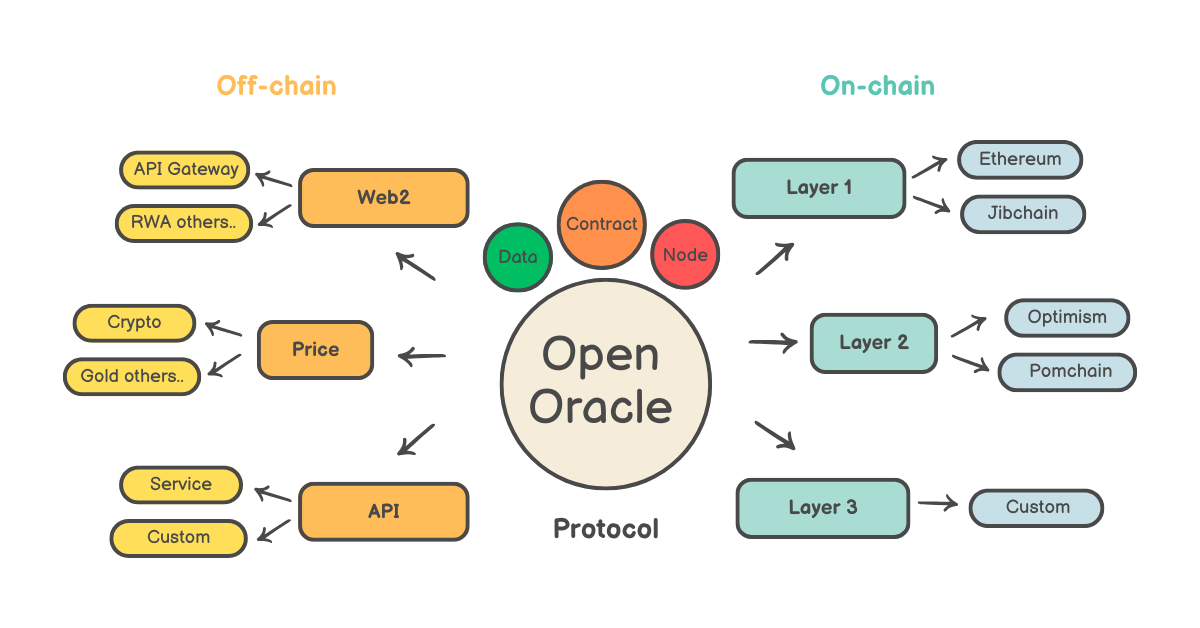 Off-chain
On-chain
API Gateway
RWA others..
Web2
Crypto
Gold others..
Price
Service
Custom
API
Data
Contract
Node
Open
Oracle
Protocol
Layer 1
Ethereum
Jibchain
Layer 2
Optimism
Pomchain
Layer 3
Custom